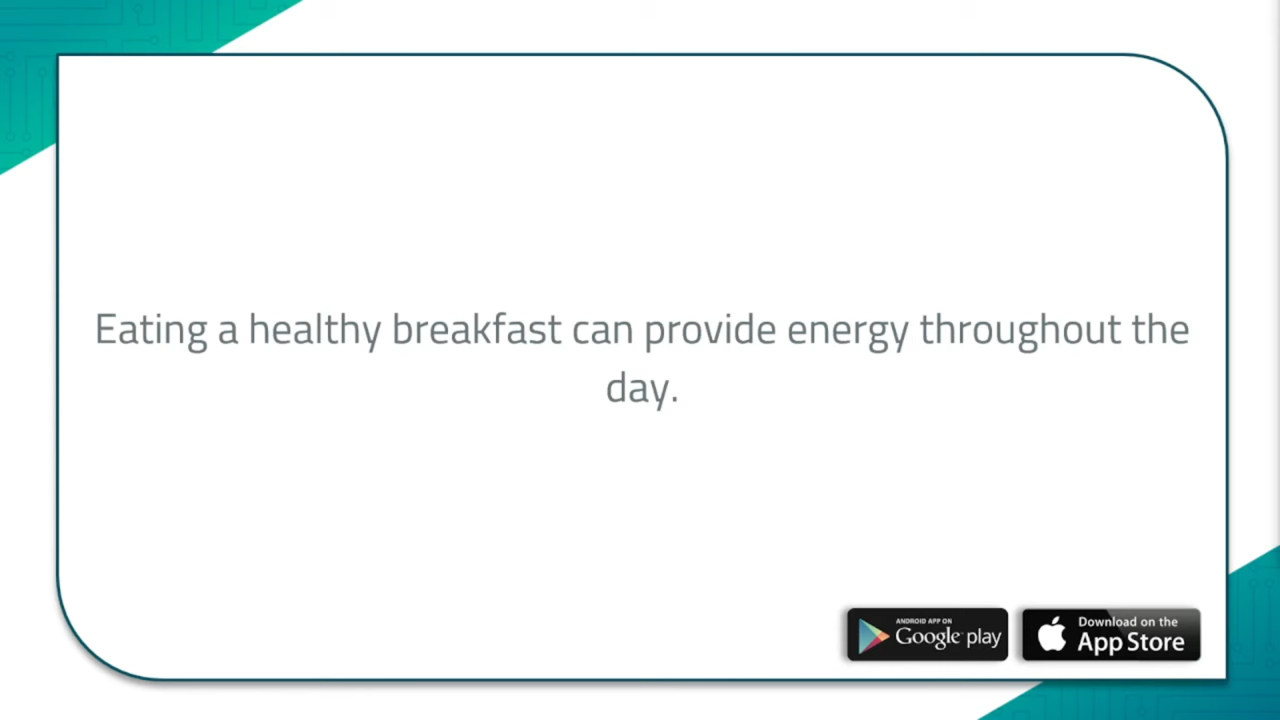 Eating a healthy breakfast can provide energy throughout the
day.
ANDROID APP ON
Google play
Download on the
App Store